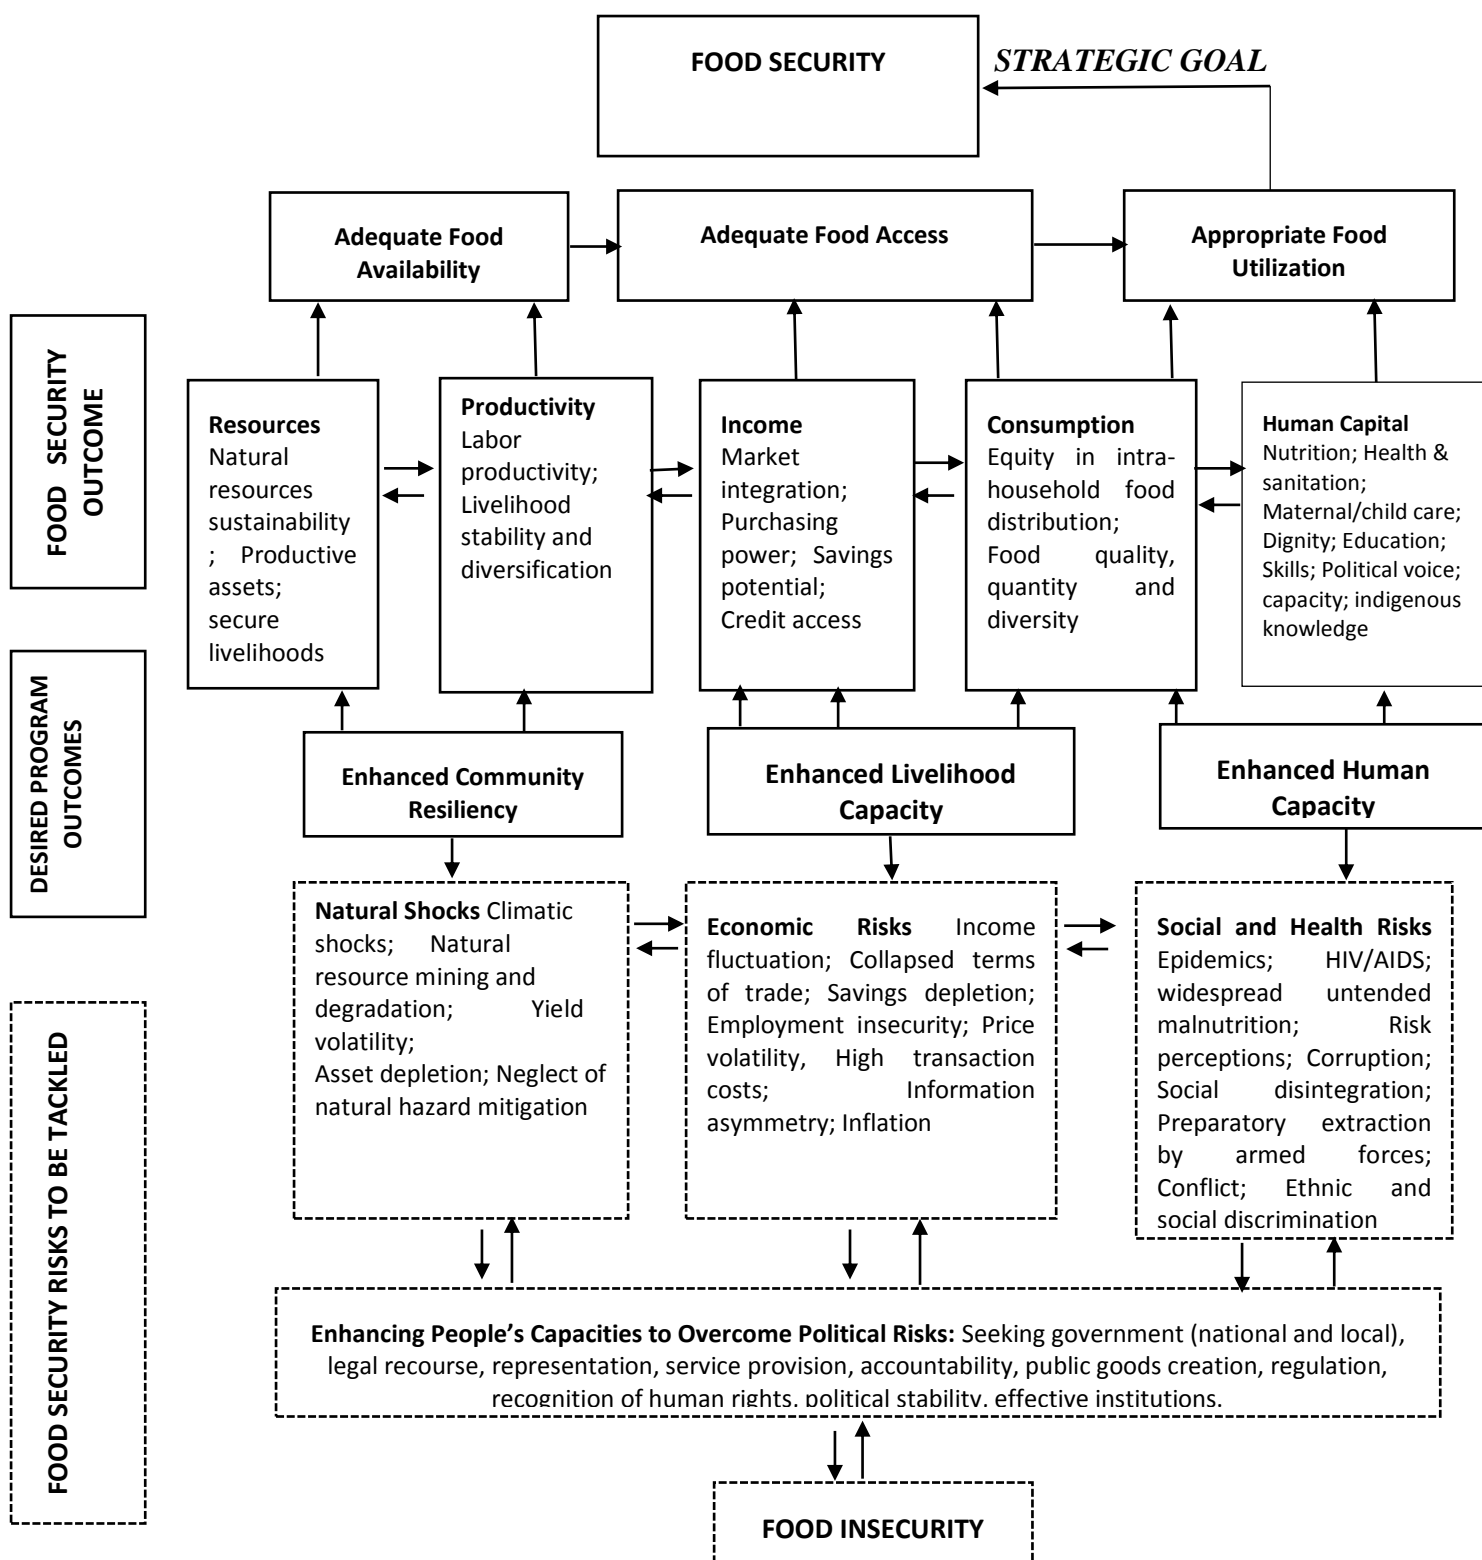 FOOD SECURITY
STRATEGIC GOAL
Adequate Food
Availability
Adequate Food Access
Appropriate Food
Utilization
FOOD SECURITY
OUTCOME
Resources
Natural
resources
sustainability
; Productive
assets;
secure
livelihoods
Productivity
Labor
productivity;
Livelihood
stability and
diversification
Income
Market
integration;
Purchasing
power; Savings
potential;
Credit access
Consumption
Equity in intra-
household food
distribution;
Food quality,
quantity and
diversity
Human Capital
Nutrition; Health &
sanitation;
Maternal/child care;
Dignity; Education;
Skills; Political voice;
capacity; indigenous
knowledge
DESIRED PROGRAM
OUTCOMES
Enhanced Community
Resiliency
Enhanced Livelihood
Capacity
Enhanced Human
Capacity
FOOD SECURITY RISKS TO BE TACKLED
Natural Shocks Climatic
shocks; Natural
resource mining and
degradation; Yield
volatility;
Asset depletion; Neglect of
natural hazard mitigation
Economic Risks Income
fluctuation; Collapsed terms
of trade; Savings depletion;
Employment insecurity; Price
volatility, High transaction
costs; Information
asymmetry; Inflation
Social and Health Risks
Epidemics; HIV/AIDS;
widespread untended
malnutrition; Risk
perceptions; Corruption;
Social disintegration;
Preparatory extraction
by armed forces;
Conflict; Ethnic and
social discrimination
Enhancing People’s Capacities to Overcome Political Risks: Seeking government (national and local),
legal recourse, representation, service provision, accountability, public goods creation, regulation,
recognition of human rights, political stability, effective institutions.
FOOD INSECURITY